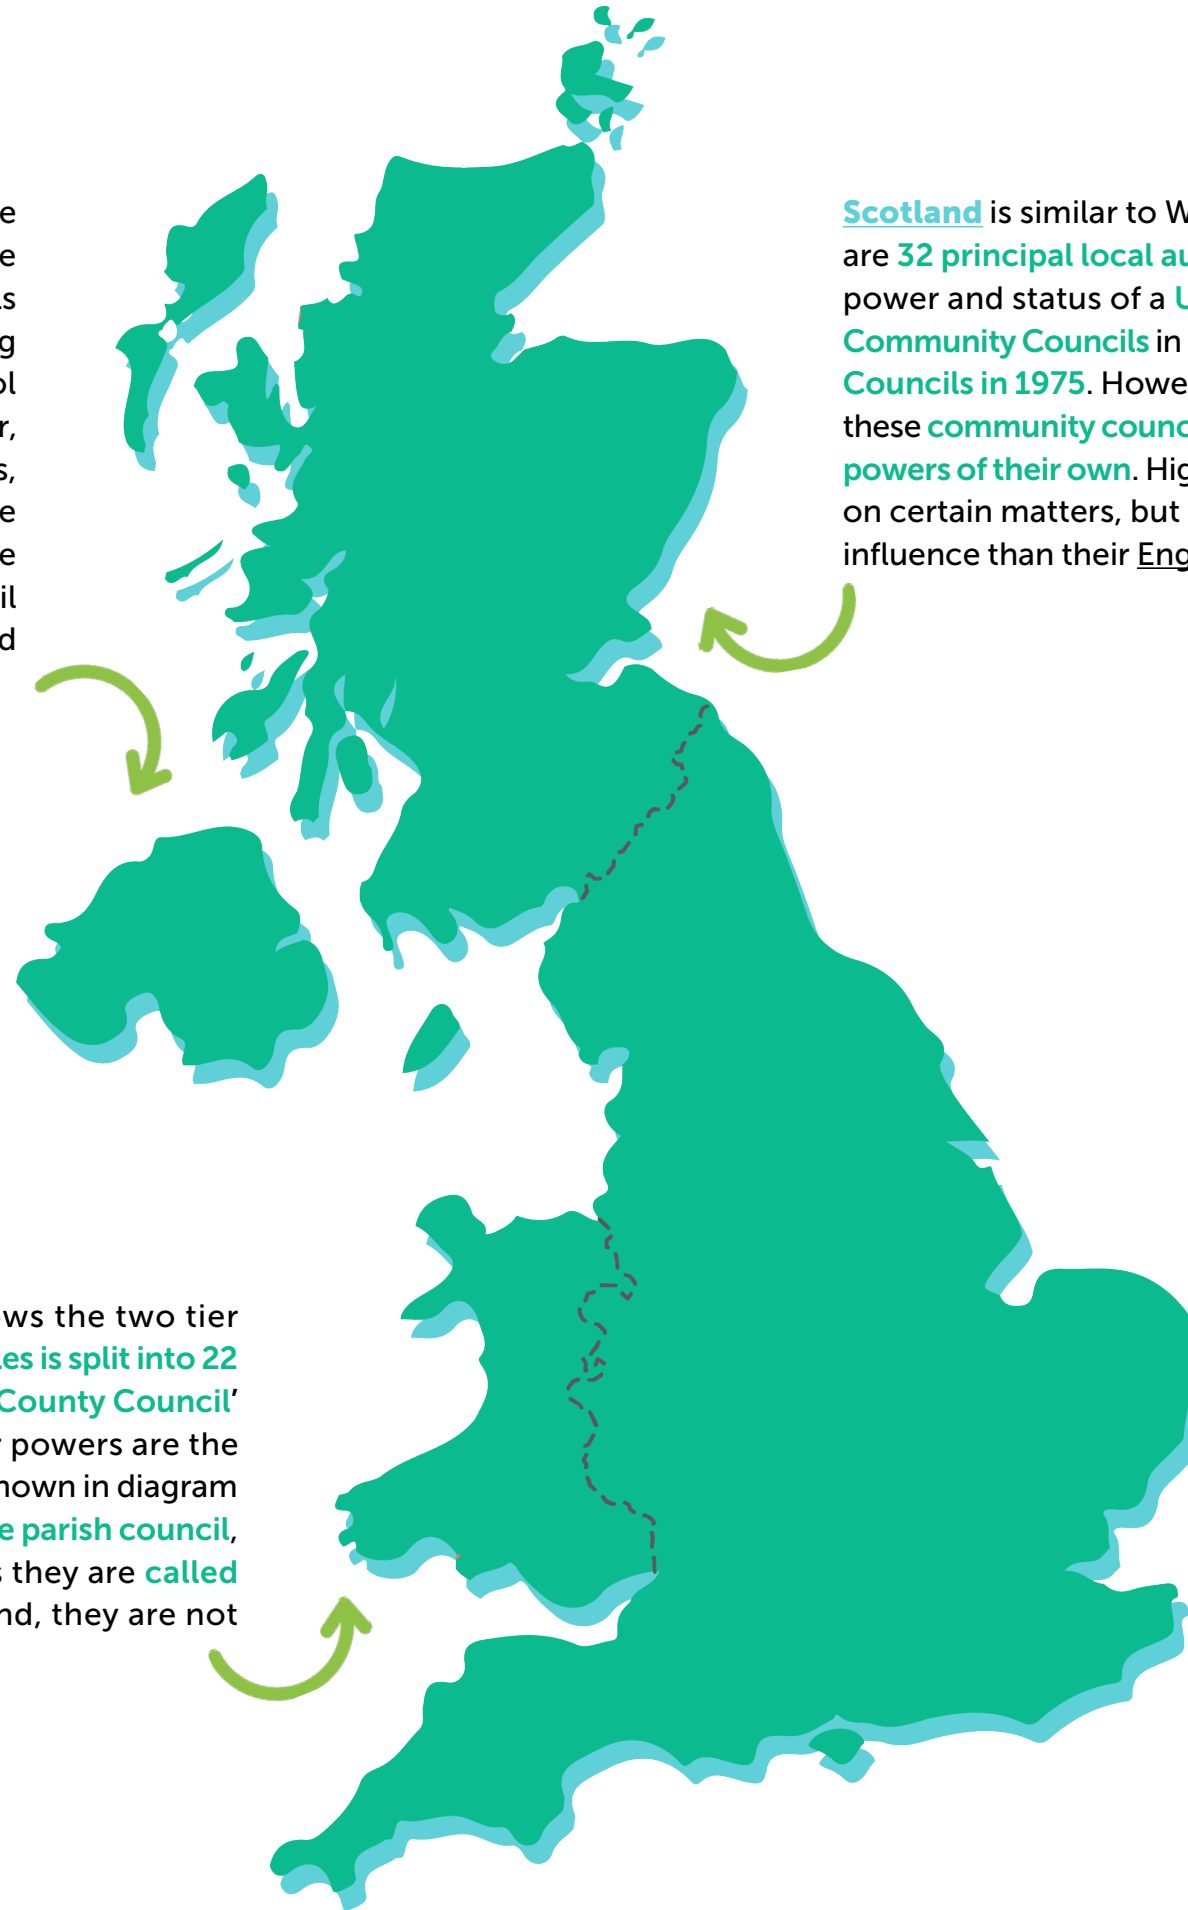 e
e
ls
g
ol
r,
s,
e
e
il
d
Scotland is similar to W
are 32 principal local au
power and status of a U
Community Councils in
Councils in 1975. Howe
these community counc
powers of their own. Hig
on certain matters, but
influence than their Eng
ows the two tier
les is split into 22
County Council’
r powers are the
hown in diagram
e parish council,
s they are called
nd, they are not